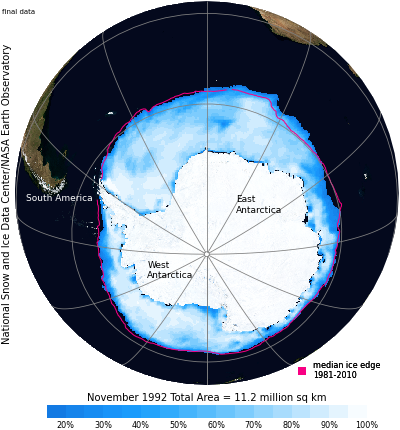 final data
National Snow and Ice Data Center/NASA Earth Observatory
South America
East
Antarctica
West
Antarctica
median ice edge
1981-2010
November 1992 Total Area = 11.2 million sq km
20% 30% 40% 50% 60% 70% 80% 90% 100%